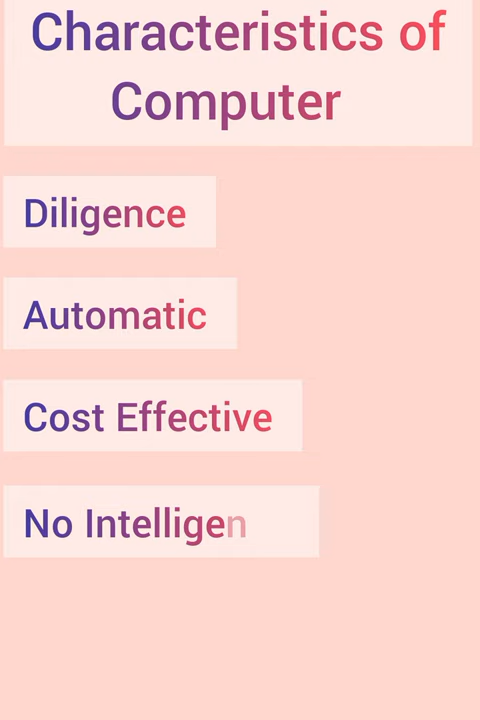 Characteristics of
Computer
Diligence
Automatic
Cost Effective
No Intelligen